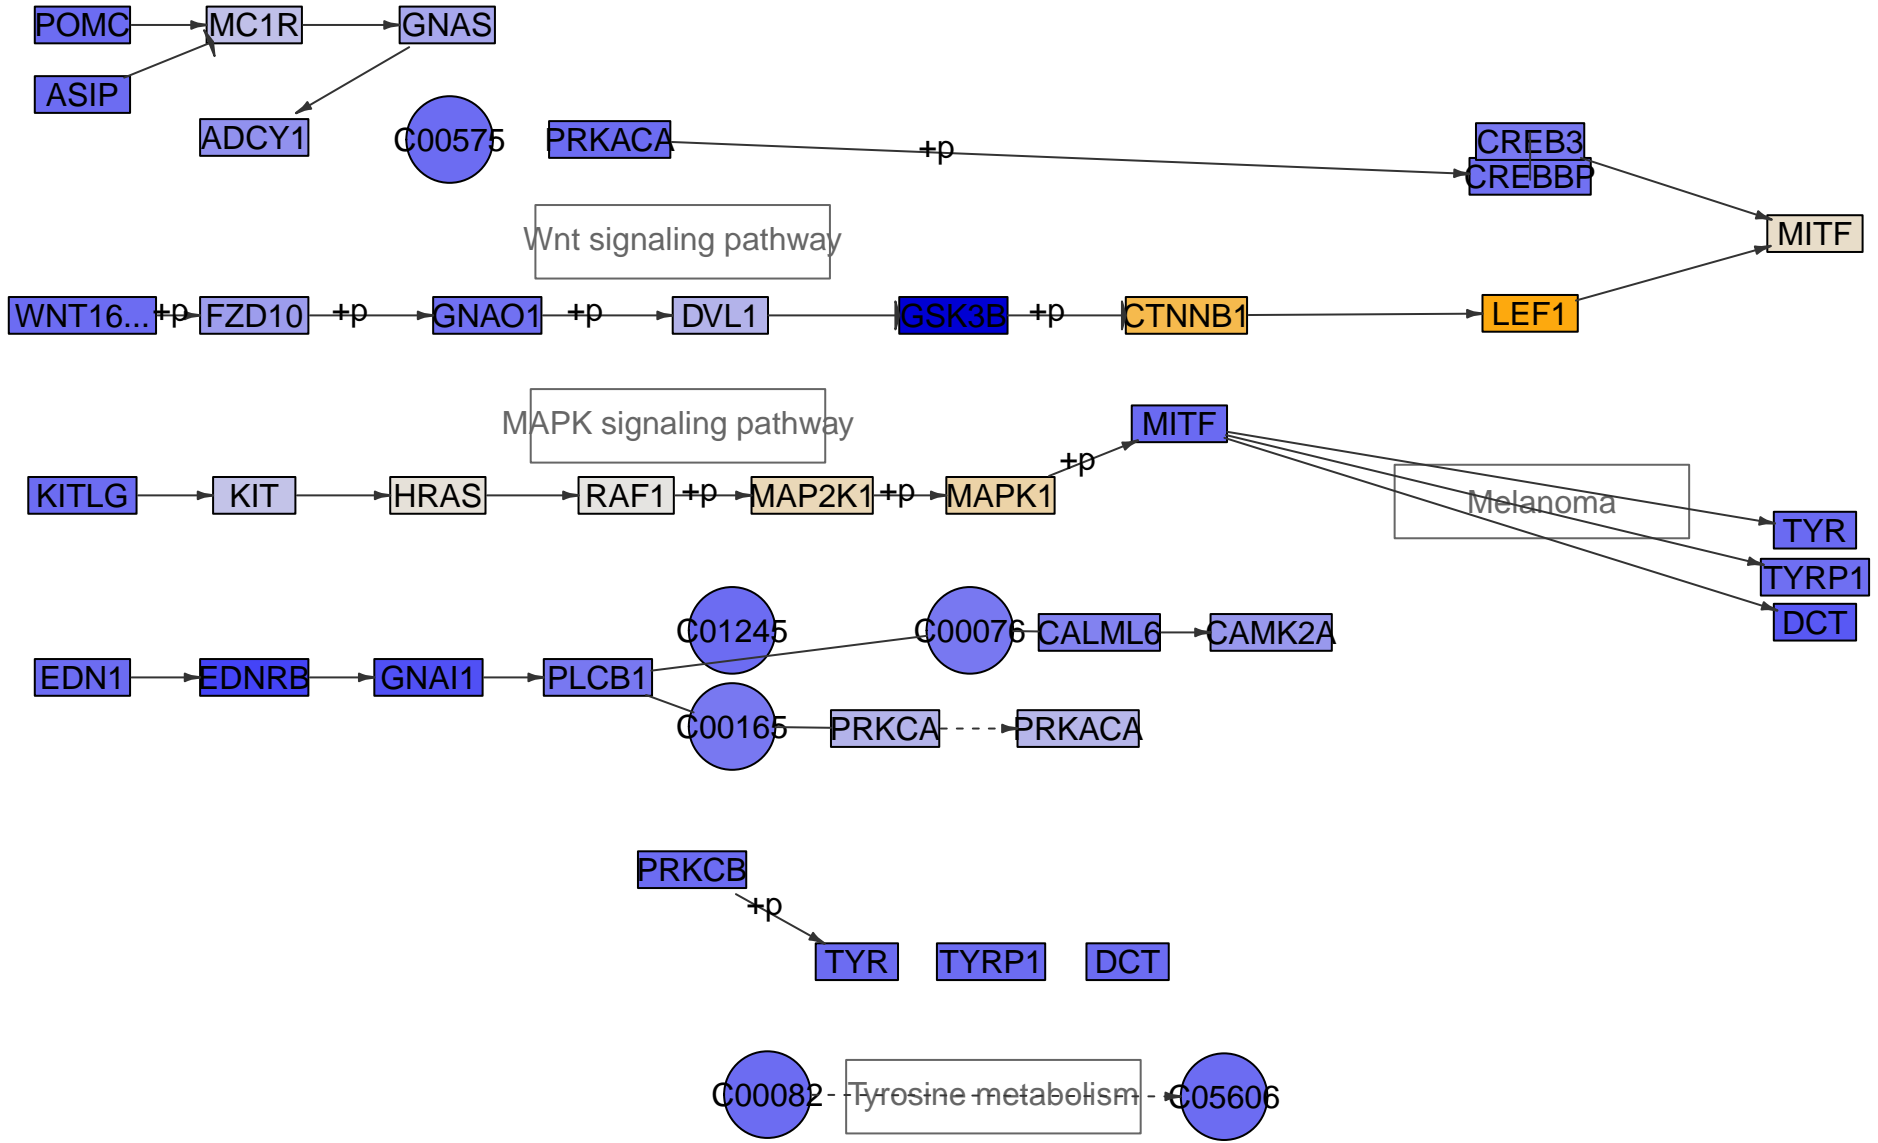 POMC
MC1R
GNAS
ASIP
ADCY1
C00575
PRKACA
+p
CREB3
CREBBP
Wnt signaling pathway
MITF
WNT16...
+p
FZD10
+p
GNAO1
+p
DVL1
GSK3B
+p
CTNNB1
LEF1
MAPK signaling pathway
MITF
+p
KITLG
KIT
HRAS
RAF1
+p
MAP2K1
+p
MAPK1
Melanoma
TYR
TYRP1
DCT
C01245
C00076
CALML6
CAMK2A
EDN1
EDNRB
GNAI1
PLCB1
C00165
PRKCA
PRKACA
PRKCB
+p
TYR
TYRP1
DCT
C00082
Tyrosine metabolism
C05606